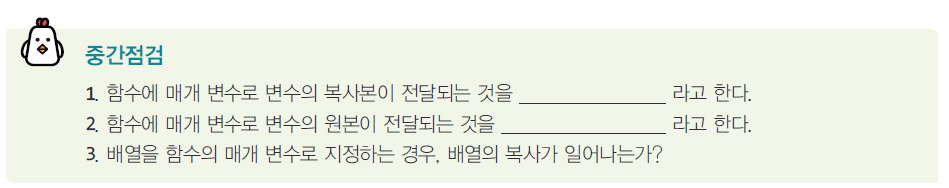 중간점검
1. 함수에 매개 변수로 변수의 복사본이 전달되는 것을 ______________ 라고 한다.
2. 함수에 매개 변수로 변수의 원본이 전달되는 것을 ________________ 라고 한다.
3. 배열을 함수의 매개 변수로 지정하는 경우, 배열의 복사가 일어나는가?